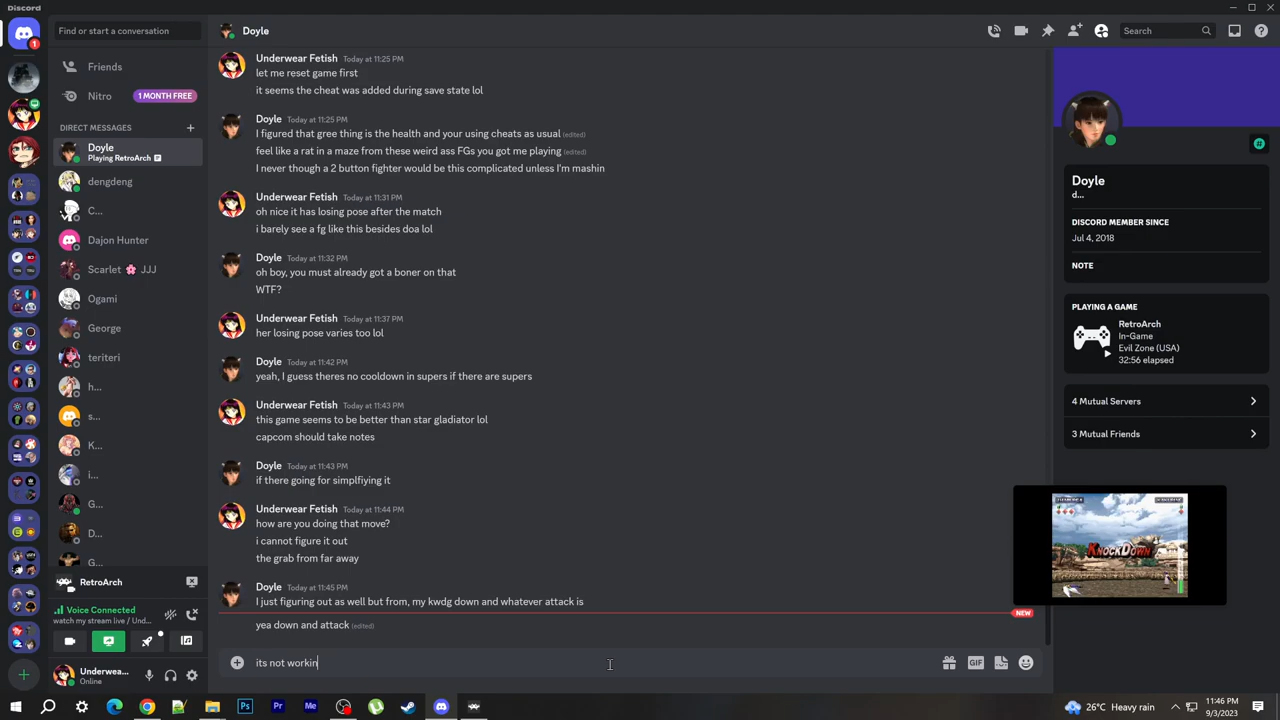 Discord
Find or start a conversation
Doyle
Search
Friends
Nitro
1 MONTH FREE
DIRECT MESSAGES
Doyle
Playing RetroArch
dengdeng
C...
Dajon Hunter
Scarlet 🌸 JJJ
Ogami
George
teriteri
h...
s...
K...
i...
G...
D...
G...
RetroArch
Voice Connected
watch my stream live / Und...
Underwea...
Online
Underwear Fetish Today at 11:25 PM
let me reset game first
it seems the cheat was added during save state lol
Doyle Today at 11:25 PM
I figured that gree thing is the health and your using cheats as usual (edited)
feel like a rat in a maze from these weird ass FGs you got me playing (edited)
I never though a 2 button fighter would be this complicated unless I'm mashin
Underwear Fetish Today at 11:31 PM
oh nice it has losing pose after the match
i barely see a fg like this besides doa lol
Doyle Today at 11:32 PM
oh boy, you must already got a boner on that
WTF?
Underwear Fetish Today at 11:37 PM
her losing pose varies too lol
Doyle Today at 11:42 PM
yeah, I guess theres no cooldown in supers if there are supers
Underwear Fetish Today at 11:43 PM
this game seems to be better than star gladiator lol
capcom should take notes
Doyle Today at 11:43 PM
if there going for simplfiying it
Underwear Fetish Today at 11:44 PM
how are you doing that move?
i cannot figure it out
the grab from far away
Doyle Today at 11:45 PM
I just figuring out as well but from, my kwdg down and whatever attack is
NEW
yea down and attack (edited)
its not workin
Doyle
d...
DISCORD MEMBER SINCE
Jul 4, 2018
NOTE
PLAYING A GAME
RetroArch
In-Game
Evil Zone (USA)
32:56 elapsed
4 Mutual Servers
3 Mutual Friends
KnockDown
26°C Heavy rain
11:46 PM
9/3/2023